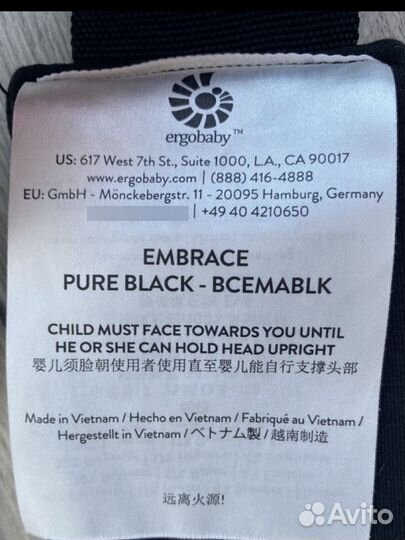 ergobaby™
US: 617 West 7th St., Suite 1000, L.A., CA 90017
www.ergobaby.com | (888) 416-4888
EU: GmbH - Mönckebergstr. 11 - 20095 Hamburg, Germany
| +49 40 4210650
EMBRACE
PURE BLACK - BCEMABLK
CHILD MUST FACE TOWARDS YOU UNTIL
HE OR SHE CAN HOLD HEAD UPRIGHT
婴儿须脸朝使用者使用直至婴儿能自行支撑头部
Made in Vietnam / Hecho en Vietnam / Fabriqué au Vietnam /
Hergestellt in Vietnam / ベトナム製 / 越南制造
远离火源!
Avito